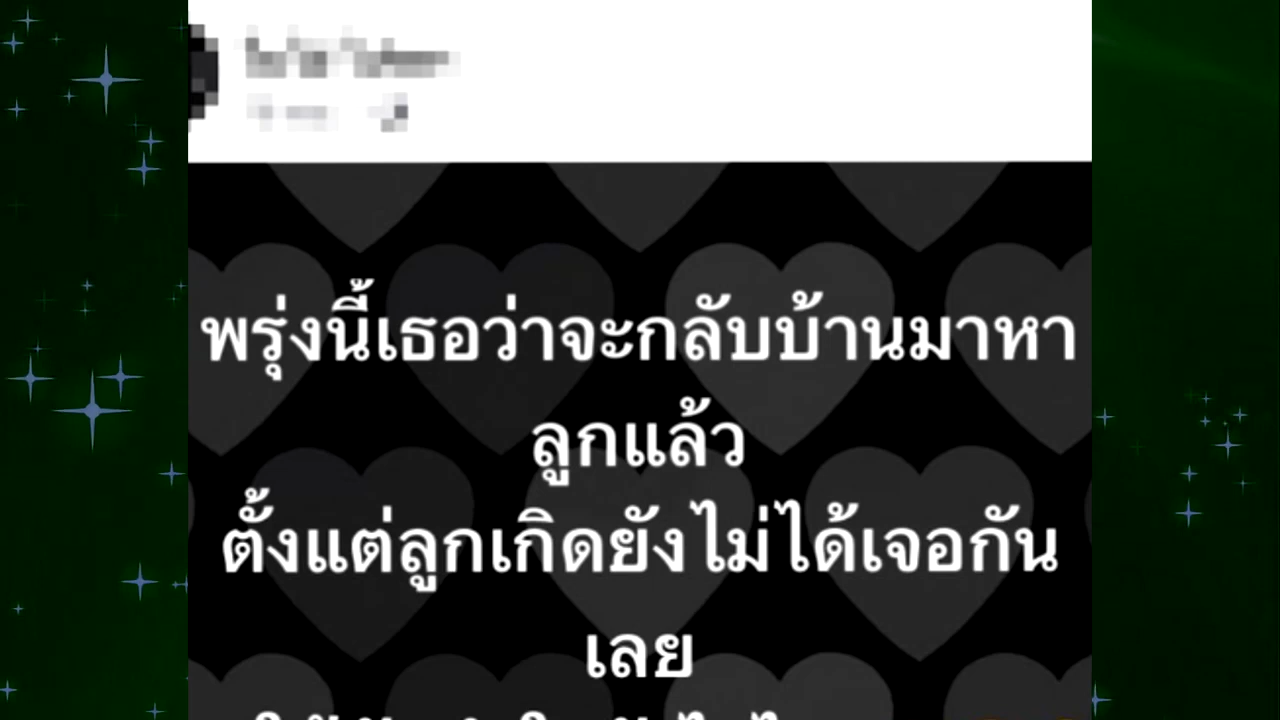 พรุ่งนี้เธอว่าจะกลับบ้านมาหา
ลูกแล้ว
ตั้งแต่ลูกเกิดยังไม่ได้เจอกัน
เลย